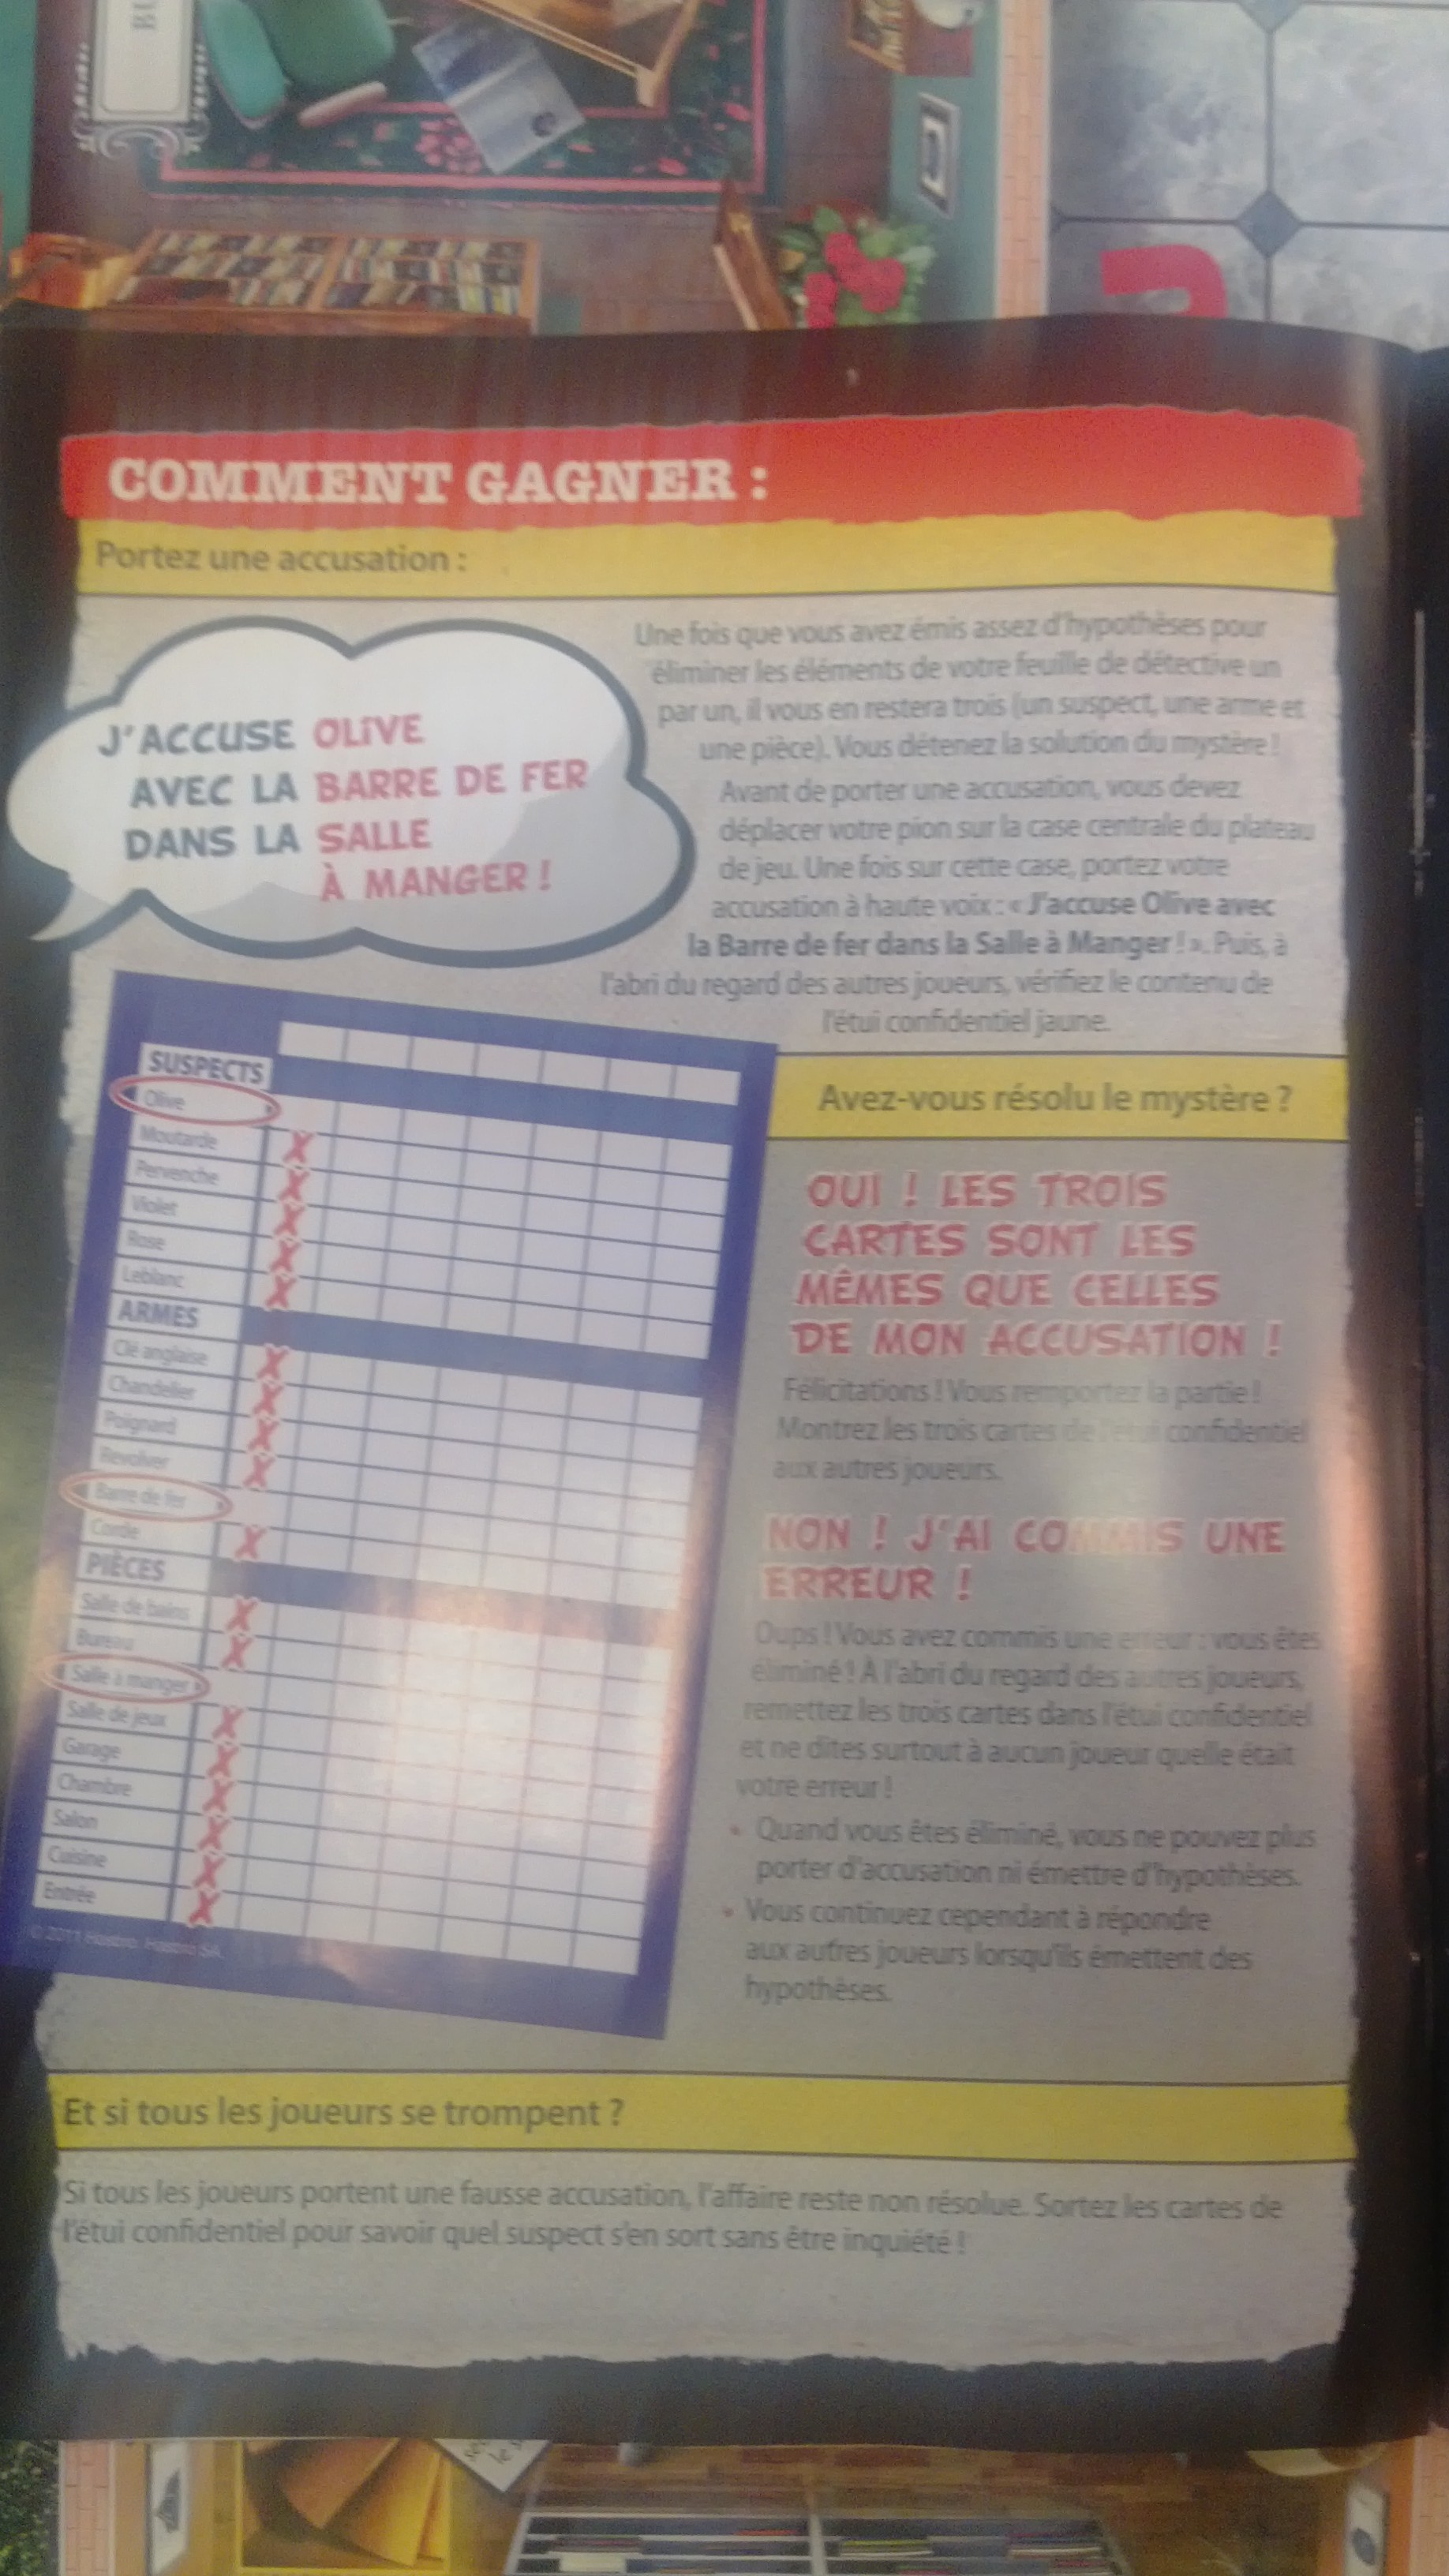 COMMENT GAGNER :
Portez une accusation :
J'ACCUSE OLIVE
AVEC LA BARRE DE FER
DANS LA SALLE
À MANGER !
Une fois que vous avez émis assez d'hypothèses pour
éliminer les éléments de votre feuille de détective un
par un, il vous en restera trois (un suspect, une arme et
une pièce). Vous détenez la solution du mystère !
Avant de porter une accusation, vous devez
déplacer votre pion sur la case centrale du plateau
de jeu. Une fois sur cette case, portez votre
accusation à haute voix : « J'accuse Olive avec
la Barre de fer dans la Salle à Manger ! ». Puis, à
l'abri du regard des autres joueurs, vérifiez le contenu de
l'étui confidentiel jaune.
SUSPECTS
Olive
Moutarde
Pervenche
Violet
Rose
Leblanc
ARMES
Clé anglaise
Chandelier
Poignard
Revolver
Barre de fer
Corde
PIÈCES
Salle de bains
Bureau
Salle à manger
Salle de jeux
Garage
Chambre
Salon
Cuisine
Entrée
© 2011 Hasbro. Hasbro SA.
Avez-vous résolu le mystère ?
OUI ! LES TROIS
CARTES SONT LES
MÊMES QUE CELLES
DE MON ACCUSATION !
Félicitations ! Vous remportez la partie !
Montrez les trois cartes de l'étui confidentiel
aux autres joueurs.
NON ! J'AI COMMIS UNE
ERREUR !
Oups ! Vous avez commis une erreur : vous êtes
éliminé ! À l'abri du regard des autres joueurs,
remettez les trois cartes dans l'étui confidentiel
et ne dites surtout à aucun joueur quelle était
votre erreur !
• Quand vous êtes éliminé, vous ne pouvez plus
porter d'accusation ni émettre d'hypothèses.
• Vous continuez cependant à répondre
aux autres joueurs lorsqu'ils émettent des
hypothèses.
Et si tous les joueurs se trompent ?
Si tous les joueurs portent une fausse accusation, l'affaire reste non résolue. Sortez les cartes de
l'étui confidentiel pour savoir quel suspect s'en sort sans être inquiété !